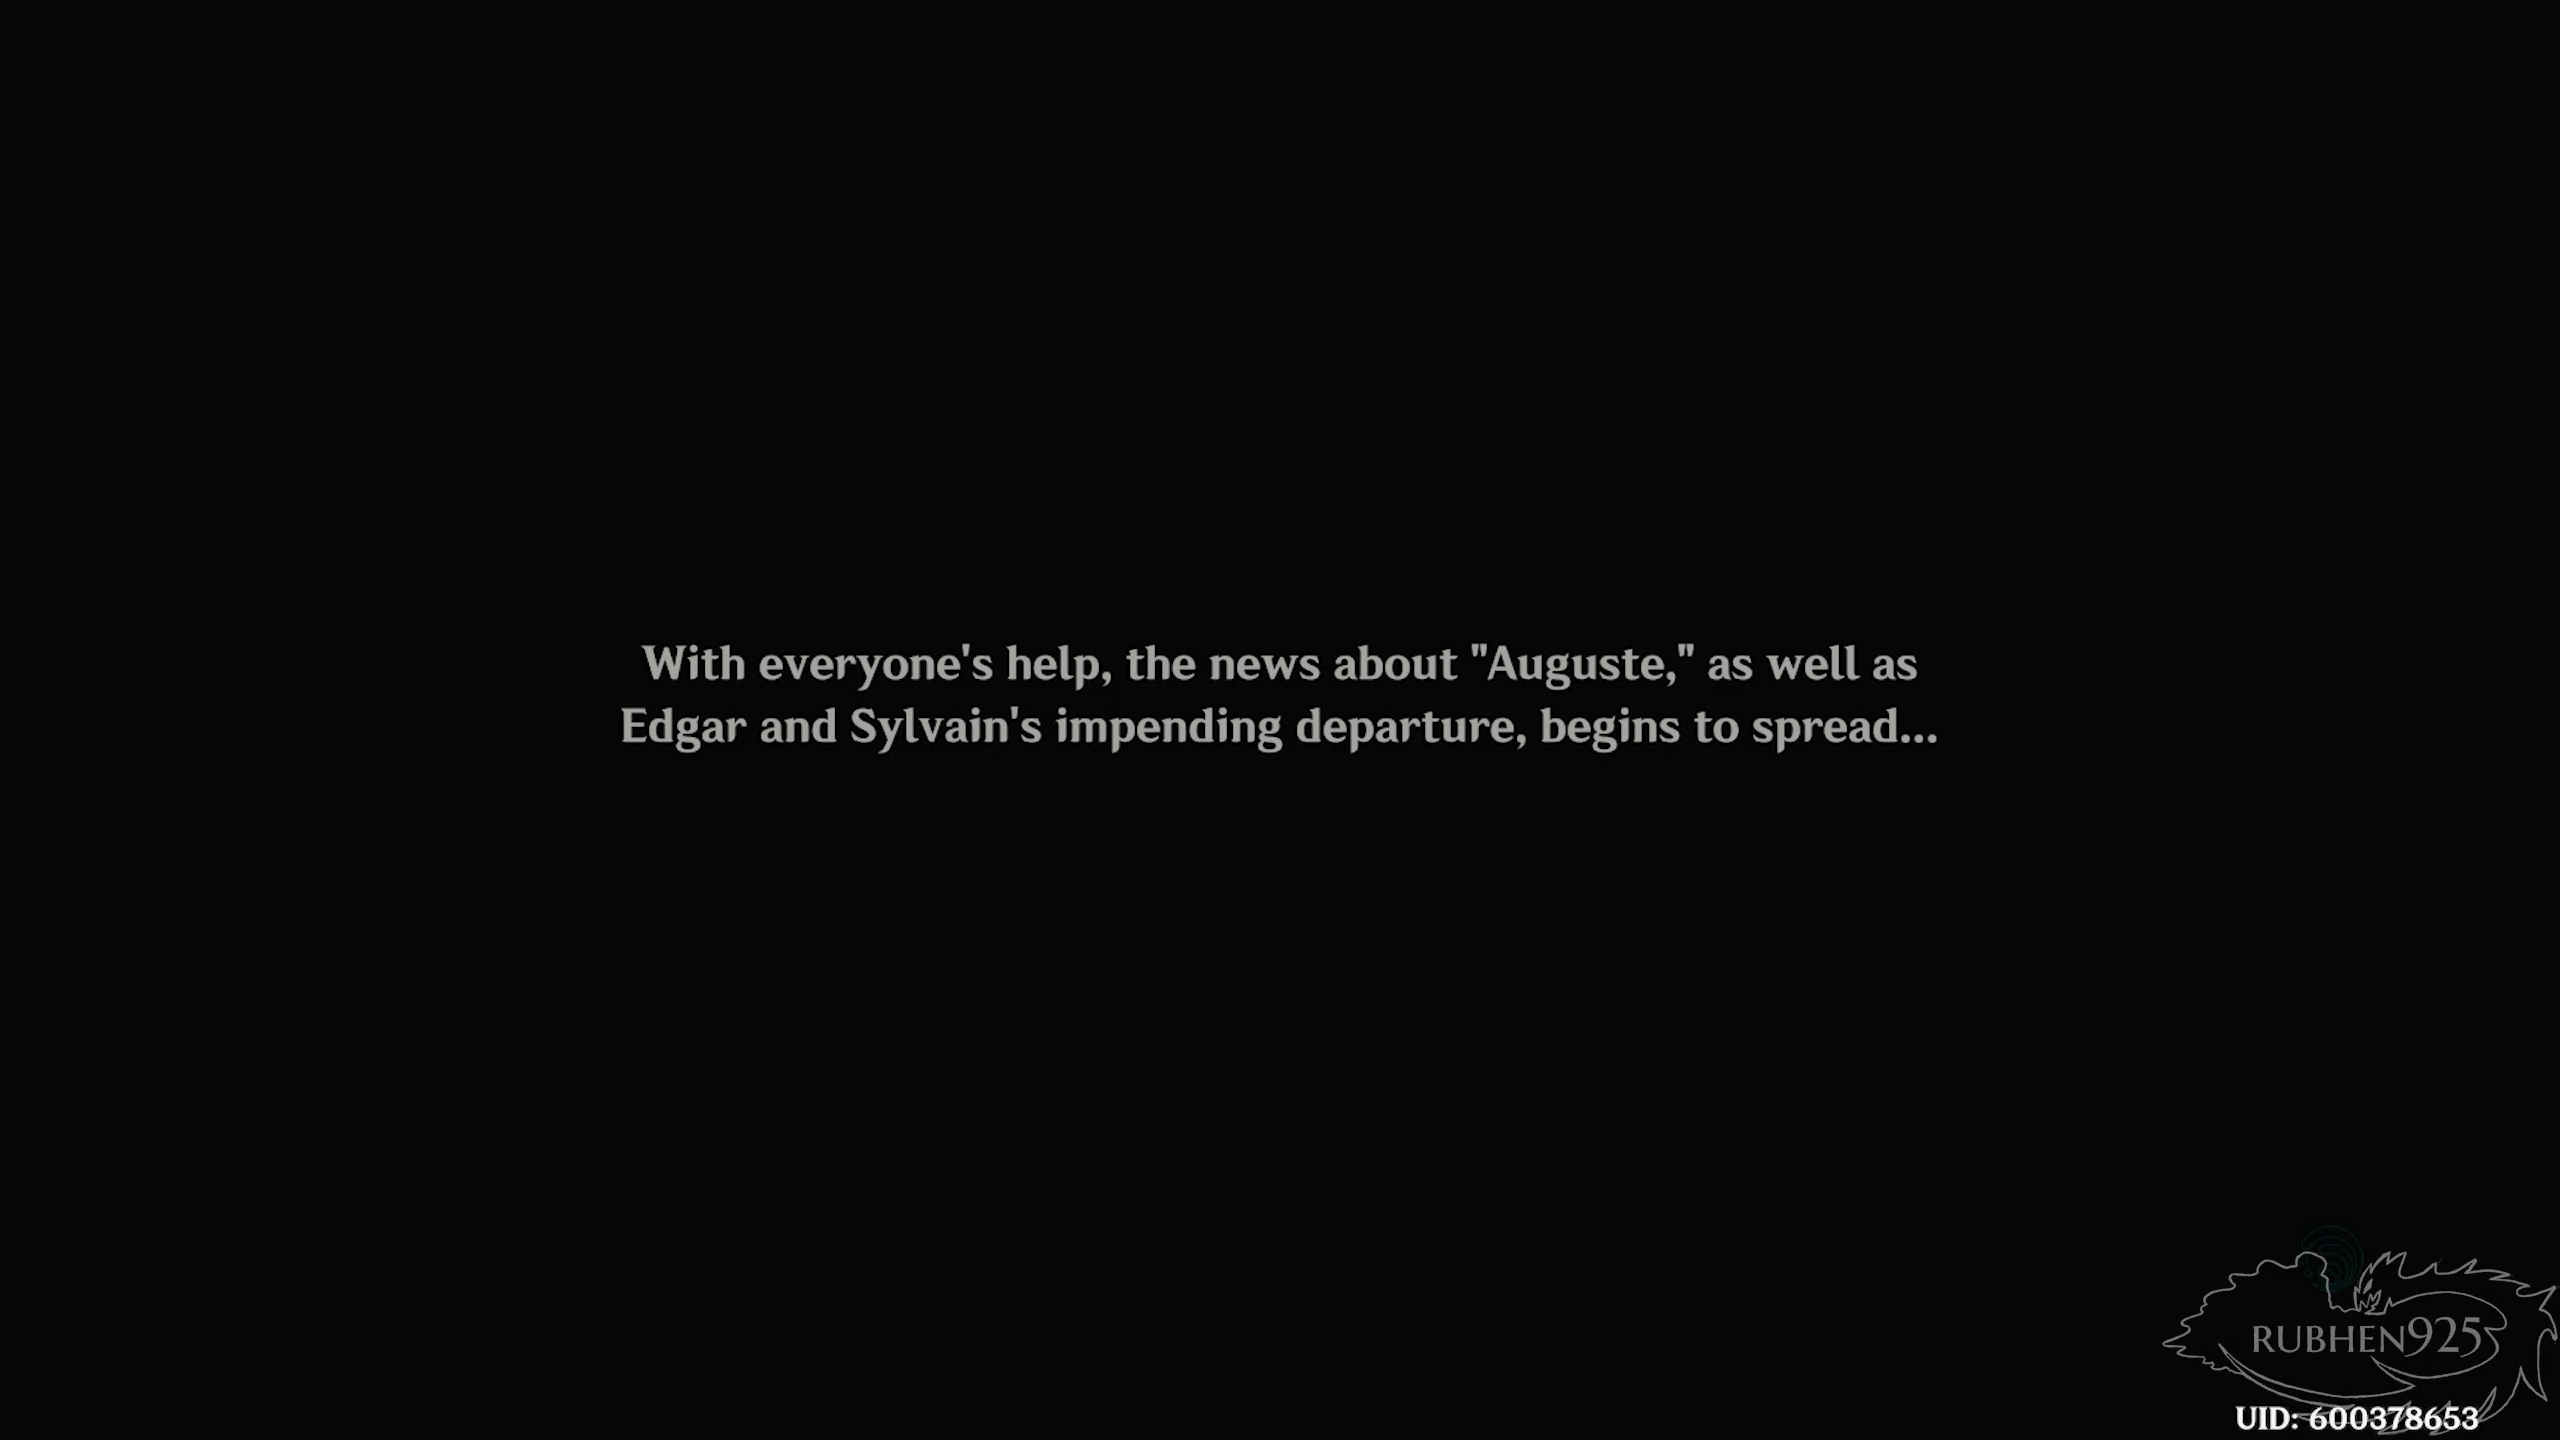 With everyone's help, the news about "Auguste," as well as
Edgar and Sylvain's impending departure, begins to spread...
RUBHEN925
UID: 600378653